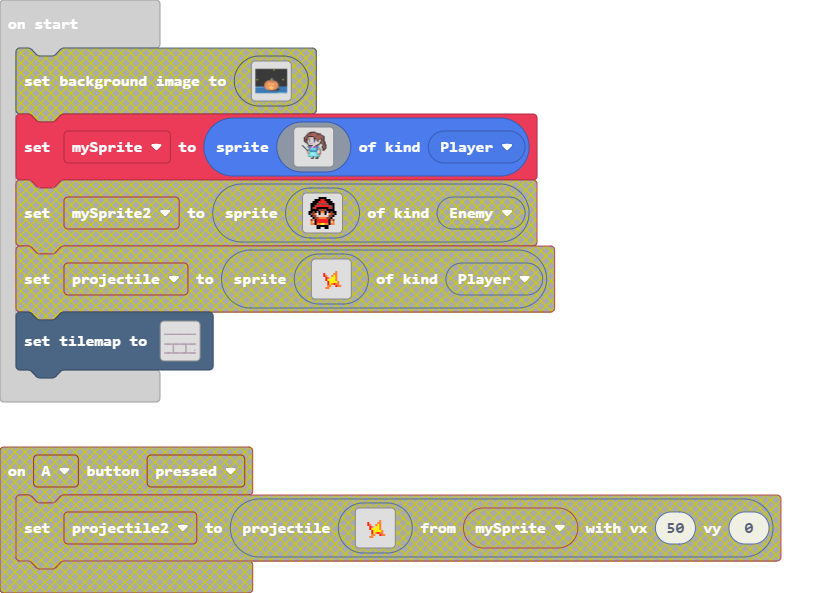 on start
set background image to
set mySprite to sprite of kind Player
set mySprite2 to sprite of kind Enemy
set projectile to sprite of kind Player
set tilemap to
on A button pressed
set projectile2 to projectile from mySprite with vx 50 vy 0